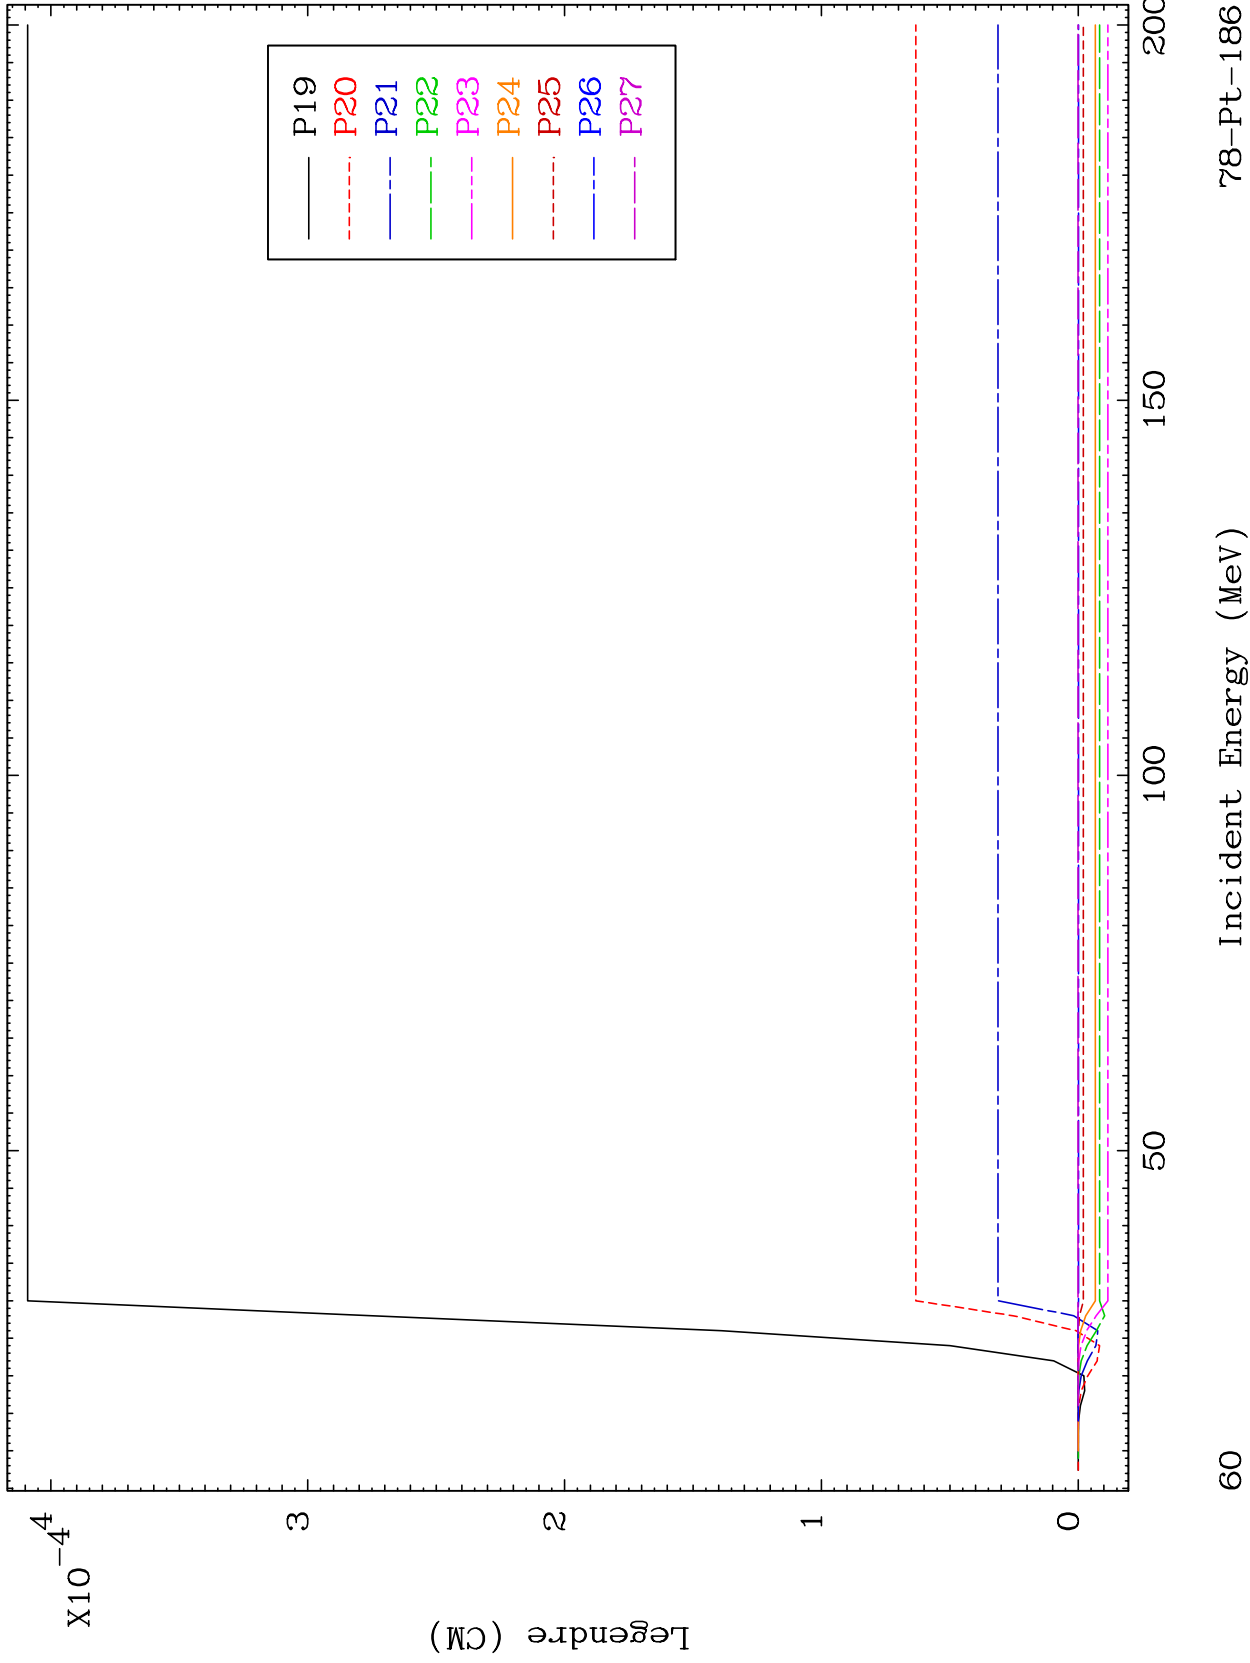 X10-4
4
3
2
1
0
Legendre (CM)
P19
P20
P21
P22
P23
P24
P25
P26
P27
50
100
150
200
Incident Energy (MeV)
60
78-Pt-186